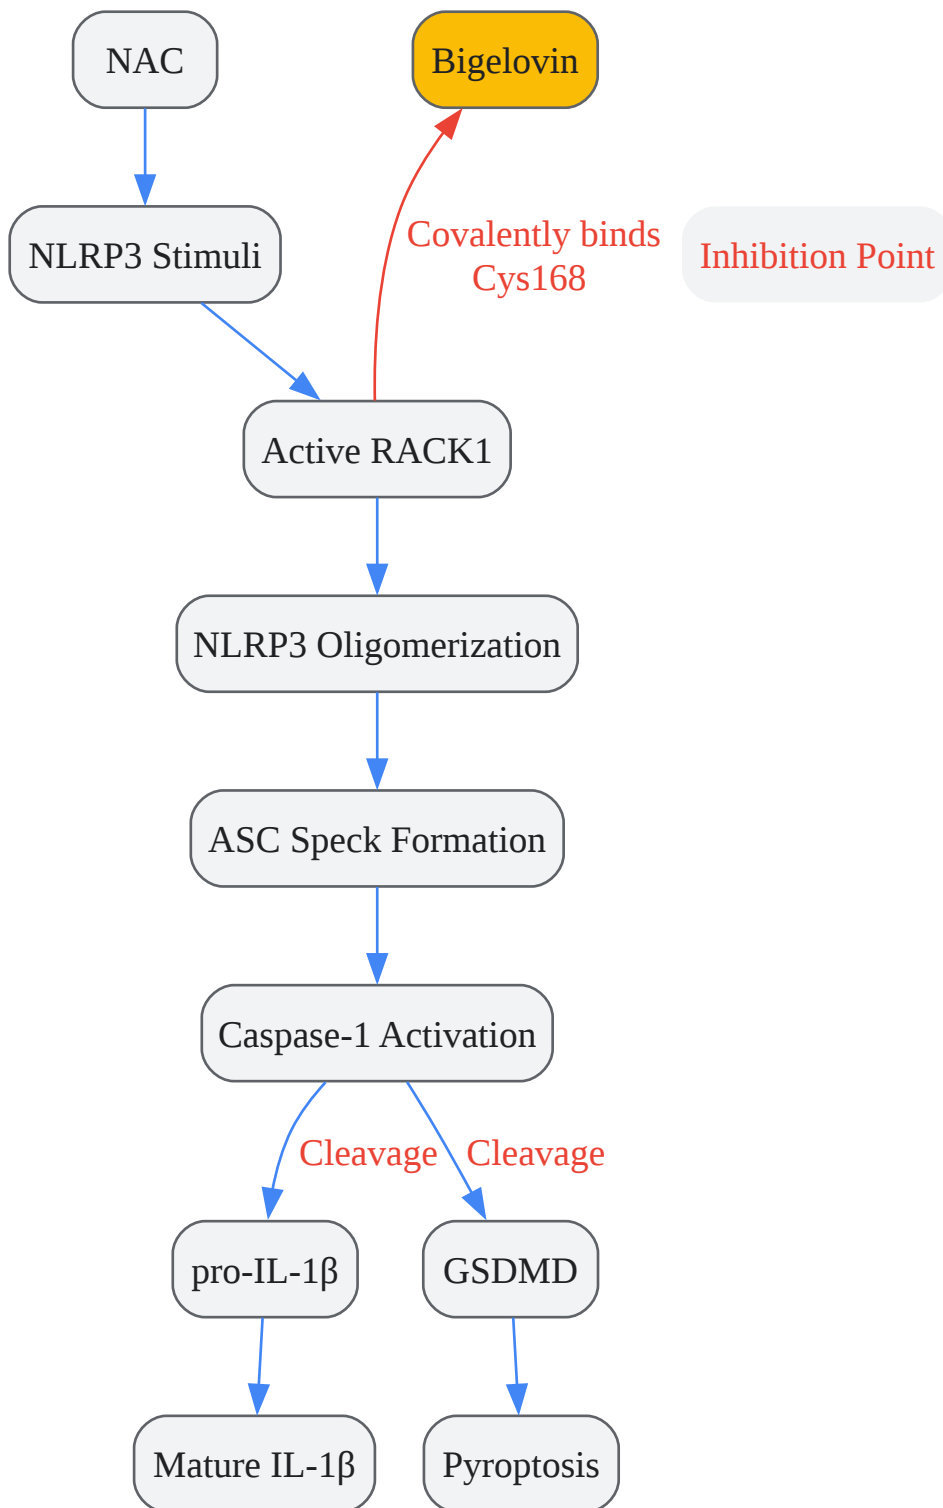 NAC
Bigelovin
Covalently binds
Cys168
NLRP3 Stimuli
Inhibition Point
Active RACK1
NLRP3 Oligomerization
ASC Speck Formation
Caspase-1 Activation
Cleavage
Cleavage
pro-IL-1β
GSDMD
Mature IL-1β
Pyroptosis